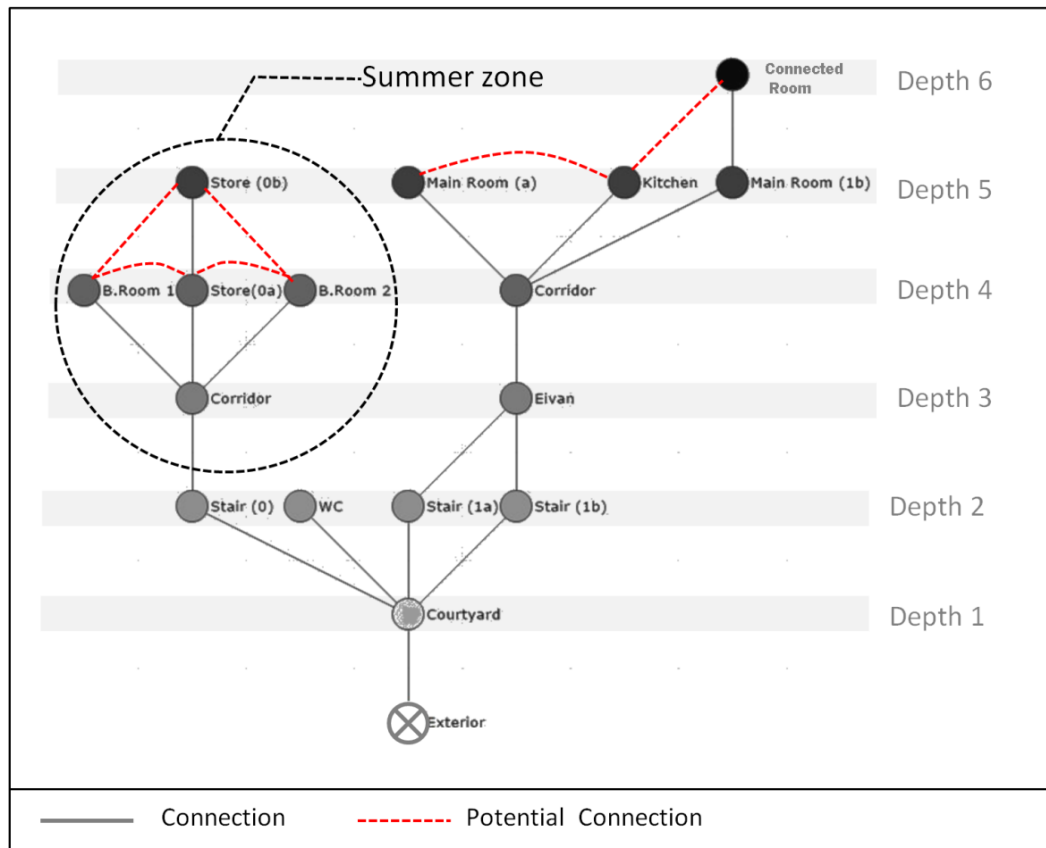 Summer zone
Connected
Room
Depth 6
Store (0b)
Main Room (a)
Kitchen
Main Room (1b)
Depth 5
B.Room 1
Store(0a)
B.Room 2
Corridor
Depth 4
Corridor
Eivan
Depth 3
Stair (0)
WC
Stair (1a)
Stair (1b)
Depth 2
Courtyard
Depth 1
Exterior
Connection
Potential Connection